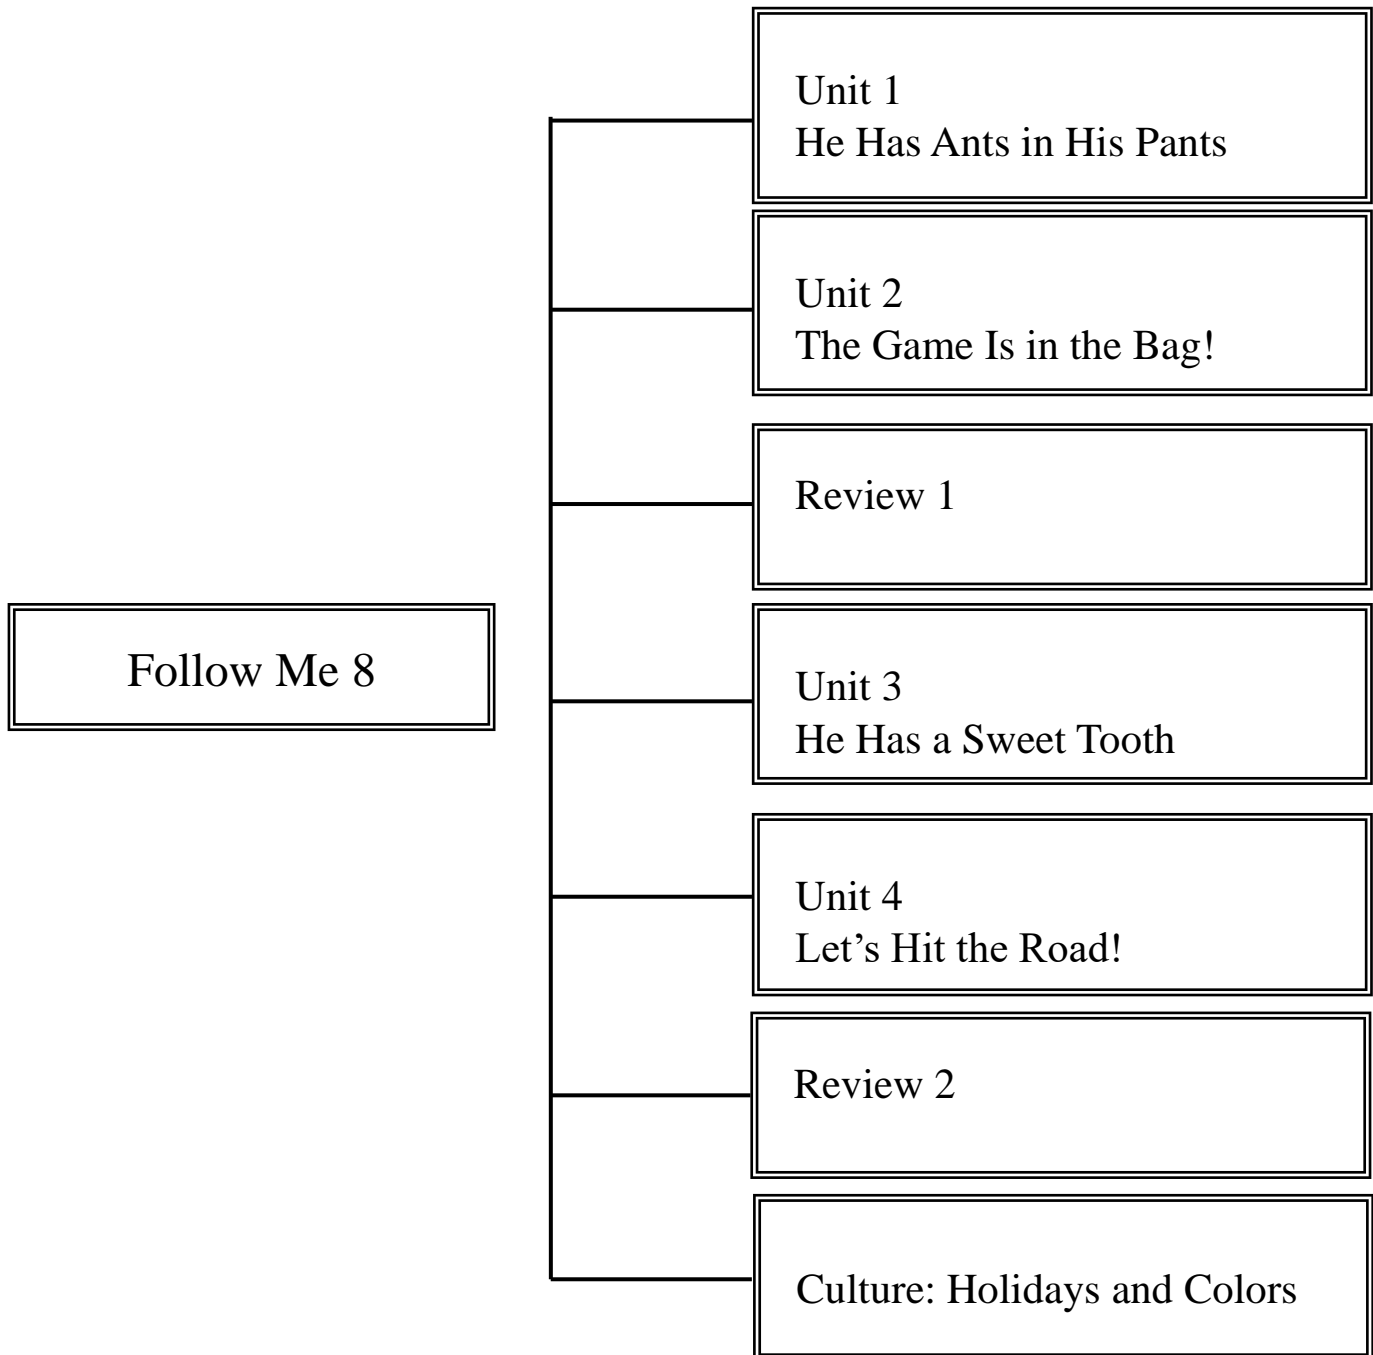 Follow Me 8
Unit 1
He Has Ants in His Pants
Unit 2
The Game Is in the Bag!
Review 1
Unit 3
He Has a Sweet Tooth
Unit 4
Let’s Hit the Road!
Review 2
Culture: Holidays and Colors